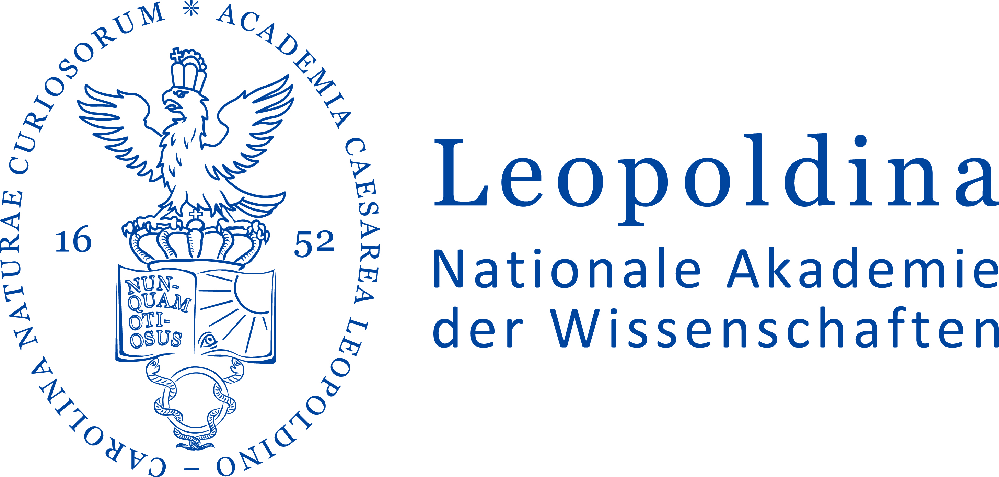 ACADEMIA CAESAREA LEOPOLDINO – CAROLINA NATURAE CURIOSORUM *
16 52
NUN-
QUAM
OTI-
OSUS
Leopoldina
Nationale Akademie
der Wissenschaften